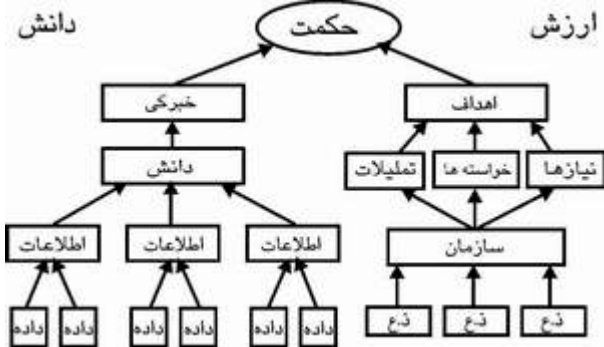 ارزش
حکمت
دانش
اهداف
خبرگی
نیازها
خواسته ها
تمایلات
دانش
سازمان
اطلاعات
اطلاعات
اطلاعات
ذ.ع
ذ.ع
ذ.ع
داده
داده
داده
داده
داده
داده